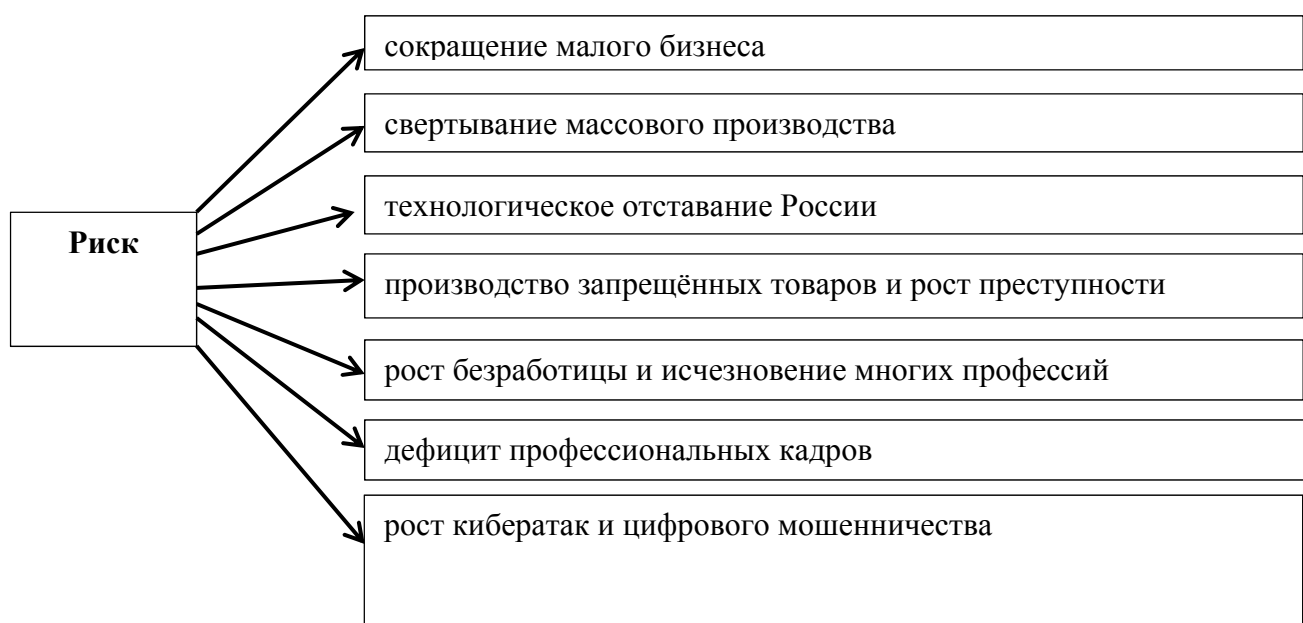 сокращение малого бизнеса
свертывание массового производства
технологическое отставание России
Риск
производство запрещённых товаров и рост преступности
рост безработицы и исчезновение многих профессий
дефицит профессиональных кадров
рост кибератак и цифрового мошенничества